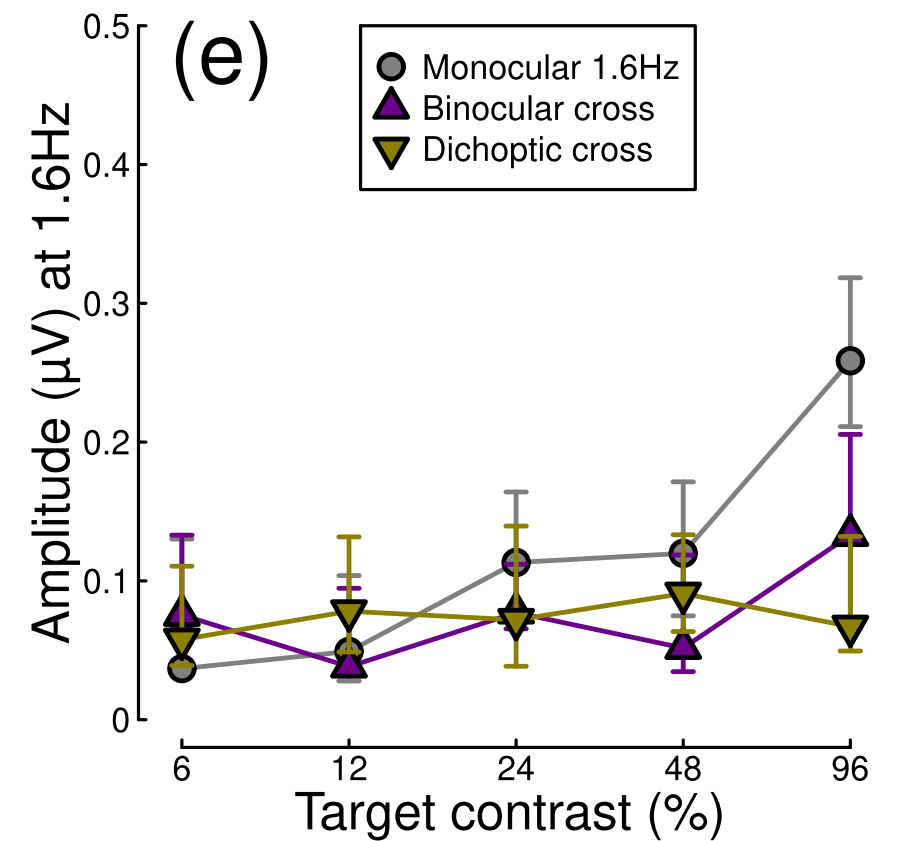 (e)
Monocular 1.6Hz
Binocular cross
Dichoptic cross
Amplitude (µV) at 1.6Hz
0.5
0.4
0.3
0.2
0.1
0
6 12 24 48 96
Target contrast (%)